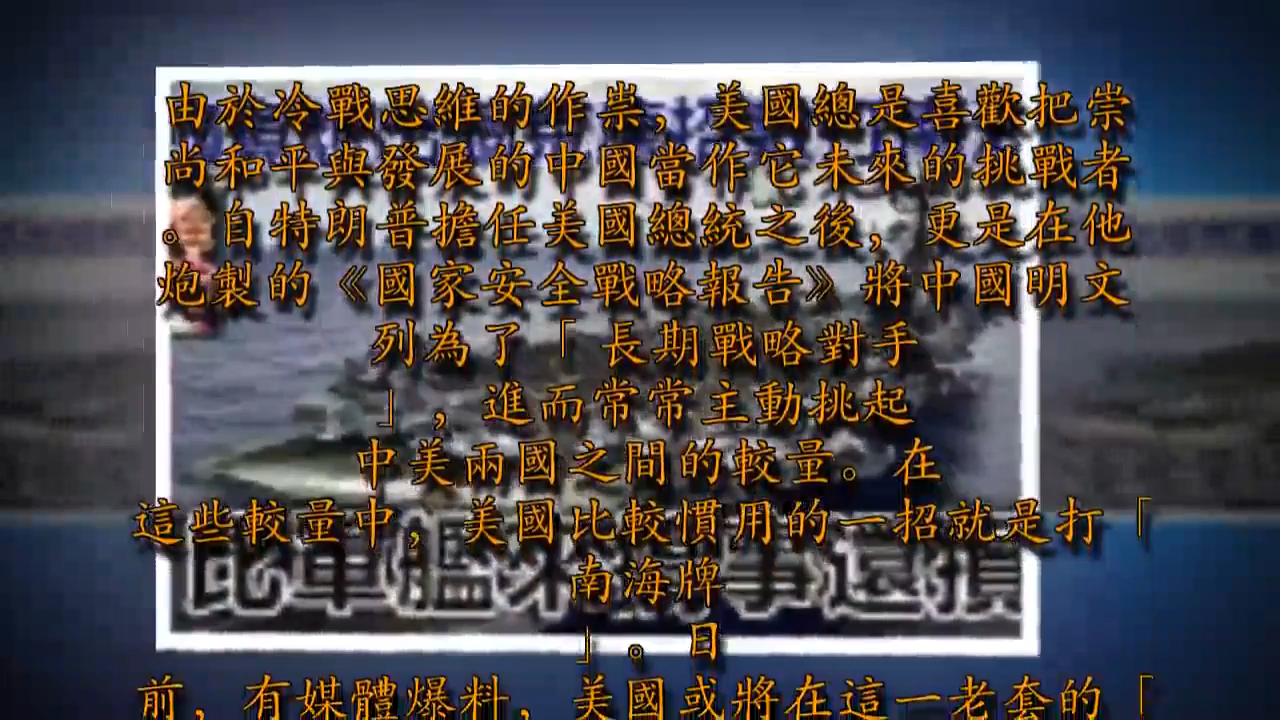 由於冷戰思維的作祟，美國總是喜歡把崇
尚和平與發展的中國當作它未來的挑戰者
。自特朗普擔任美國總統之後，更是在他
炮製的《國家安全戰略報告》將中國明文
列為了「長期戰略對手
」，進而常常主動挑起
中美兩國之間的較量。在
這些較量中，美國比較慣用的一招就是打「
南海牌
」。日
前，有媒體爆料，美國或將在這一老套的「
比軍艦來
事還